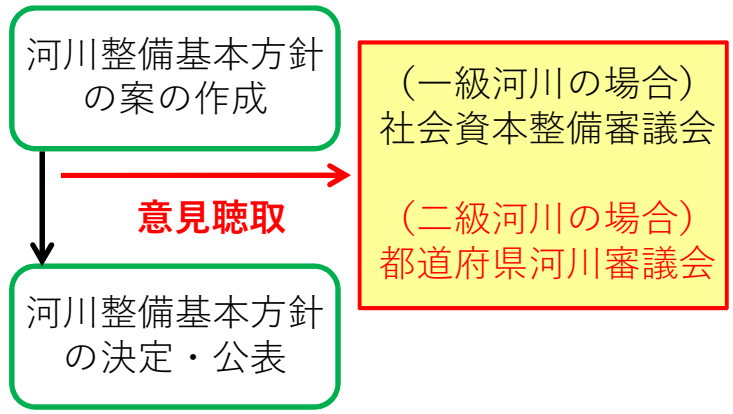 河川整備基本方針
の案の作成
(一級河川の場合)
社会資本整備審議会
意見聴取
(二級河川の場合)
都道府県河川審議会
河川整備基本方針
の決定・公表